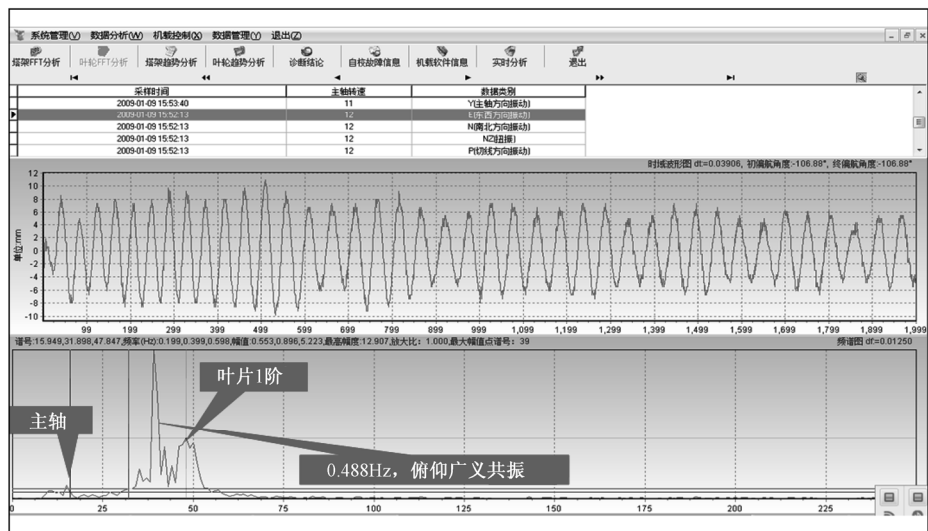 系统管理(V) 数据分析(W) 机载控制(X) 数据管理(Y) 退出(Z)
塔架FFT分析 叶轮FFT分析 塔架趋势分析 叶轮趋势分析 诊断结论 自检故障信息 机载软件信息 实时分析 退出
采样时间 主轴转速 数据类别
2009-01-09 15:53:40 11 Y(主轴方向振动)
2009-01-09 15:52:13 12 E(东西方向振动)
2009-01-09 15:52:13 12 N(南北方向振动)
2009-01-09 15:52:13 12 NZ(扭振)
2009-01-09 15:52:13 12 P(切线方向振动)
时域波形图 dt=0.03906, 初偏航角度:-106.88°, 终偏航角度:-106.88°
单位:mm
12
10
8
6
4
2
0
-2
-4
-6
-8
-10
99 199 299 399 499 599 699 799 899 999 1,099 1,199 1,299 1,399 1,499 1,599 1,699 1,799 1,899 1,999
谱号:15.949,31.898,47.847,频率(Hz):0.199,0.399,0.598,幅值:0.553,0.896,5.223,最高幅度:12.907,放大比: 1.000,最大幅值点谱号: 39
频谱图 df=0.01250
叶片1阶
主轴
0.488Hz，俯仰广义共振
0 25 50 75 100 125 150 175 200 225